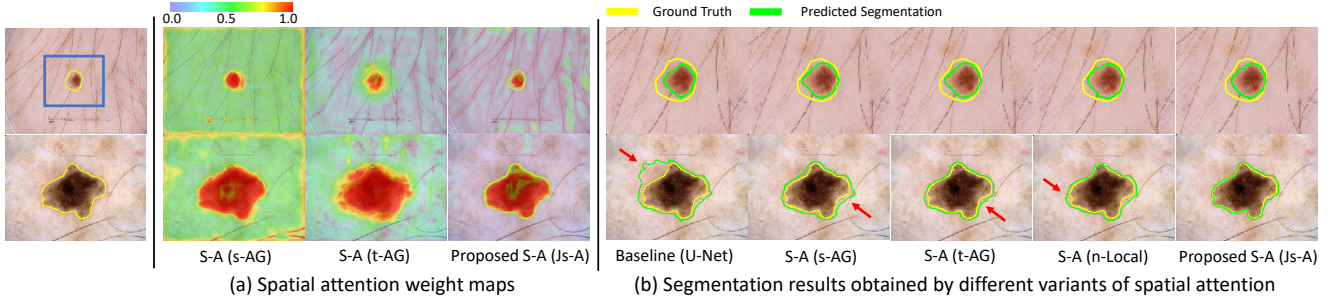 0.0 0.5 1.0
Ground Truth Predicted Segmentation
S-A (s-AG) S-A (t-AG) Proposed S-A (Js-A)
(a) Spatial attention weight maps
Baseline (U-Net) S-A (s-AG) S-A (t-AG) S-A (n-Local) Proposed S-A (Js-A)
(b) Segmentation results obtained by different variants of spatial attention